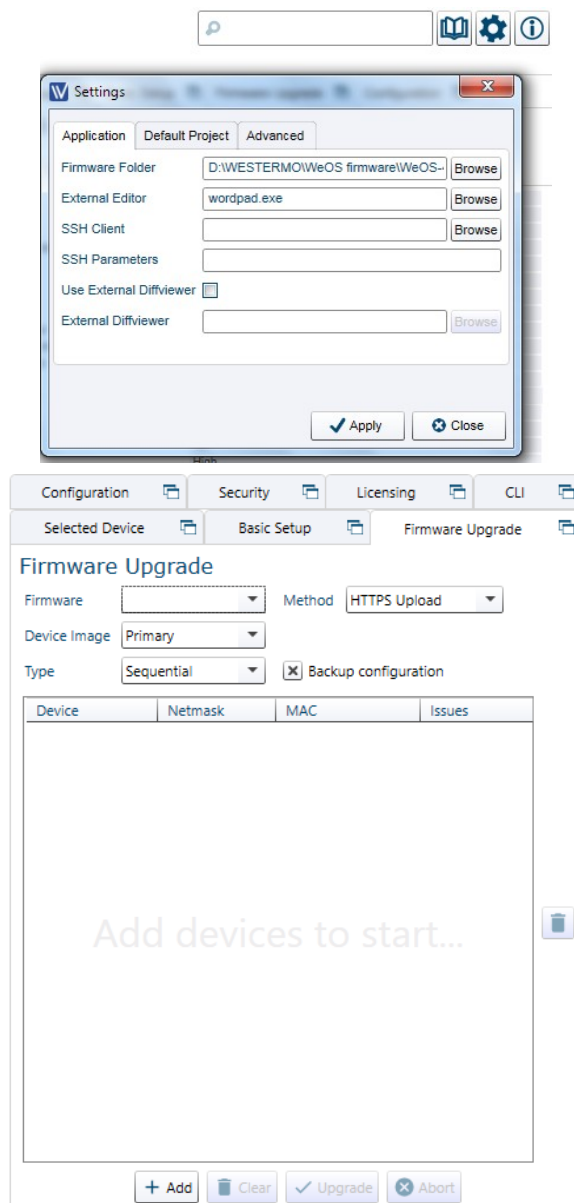 Settings
Application Default Project Advanced
Firmware Folder D:\WESTERMO\WeOS firmware\WeOS- Browse
External Editor wordpad.exe Browse
SSH Client Browse
SSH Parameters
Use External Diffviewer
External Diffviewer Browse
Apply Close
High
Configuration Security Licensing CLI
Selected Device Basic Setup Firmware Upgrade
Firmware Upgrade
Firmware Method HTTPS Upload
Device Image Primary
Type Sequential Backup configuration
Device Netmask MAC Issues
Add devices to start...
Add Clear Upgrade Abort